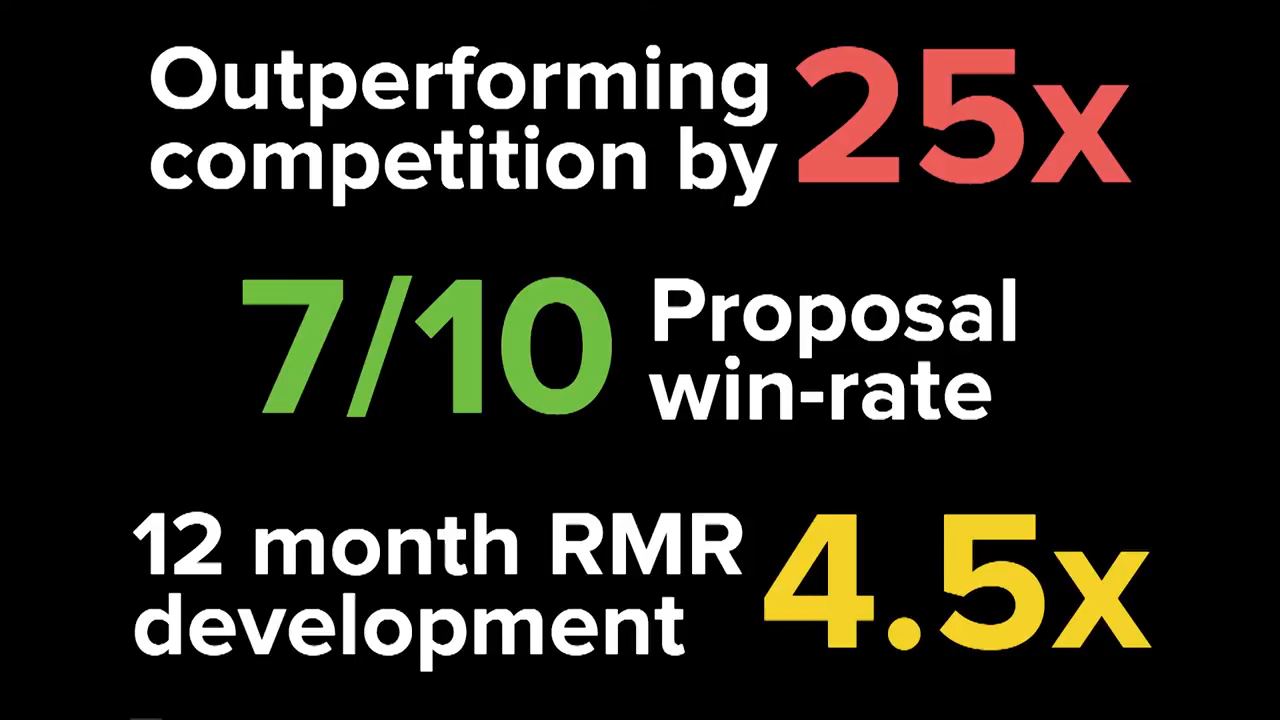 Outperforming
competition by 25x
7/10 Proposal
win-rate
12 month RMR
development 4.5x